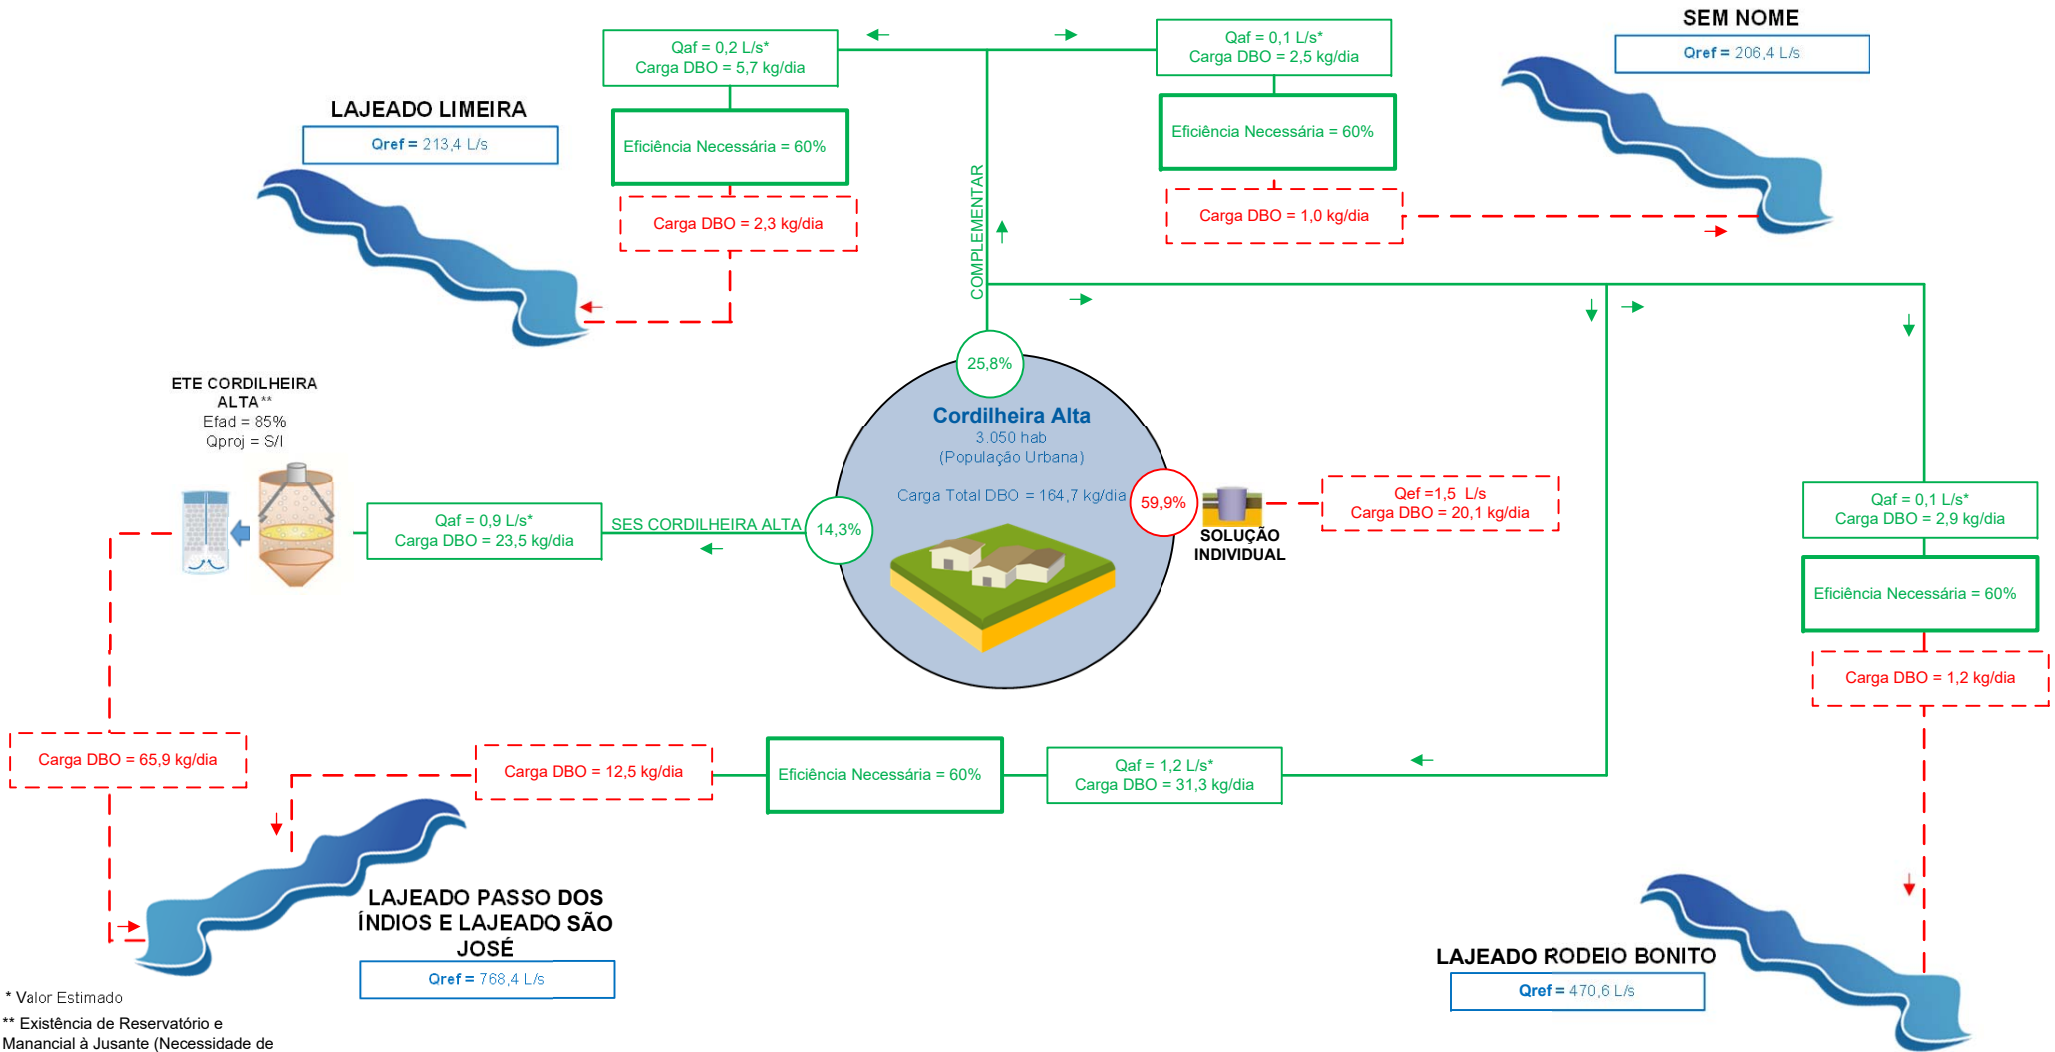 SEM NOME
Qref = 206,4 L/s
Qaf = 0,2 L/s*
Carga DBO = 5,7 kg/dia
Qaf = 0,1 L/s*
Carga DBO = 2,5 kg/dia
LAJEADO LIMEIRA
Qref = 213,4 L/s
Eficiência Necessária = 60%
Eficiência Necessária = 60%
Carga DBO = 2,3 kg/dia
Carga DBO = 1,0 kg/dia
COMPLEMENTAR
25,8%
ETE CORDILHEIRA
ALTA**
Efad = 85%
Qproj = S/I
Cordilheira Alta
3.050 hab
(População Urbana)
Carga Total DBO = 164,7 kg/dia
59,9%
SOLUÇÃO
INDIVIDUAL
Qef =1,5 L/s
Carga DBO = 20,1 kg/dia
Qaf = 0,9 L/s*
Carga DBO = 23,5 kg/dia
SES CORDILHEIRA ALTA
14,3%
Qaf = 0,1 L/s*
Carga DBO = 2,9 kg/dia
Eficiência Necessária = 60%
Carga DBO = 1,2 kg/dia
Carga DBO = 65,9 kg/dia
Carga DBO = 12,5 kg/dia
Eficiência Necessária = 60%
Qaf = 1,2 L/s*
Carga DBO = 31,3 kg/dia
LAJEADO PASSO DOS
ÍNDIOS E LAJEADO SÃO
JOSÉ
Qref = 768,4 L/s
LAJEADO RODEIO BONITO
Qref = 470,6 L/s
* Valor Estimado
** Existência de Reservatório e
Manancial à Jusante (Necessidade de